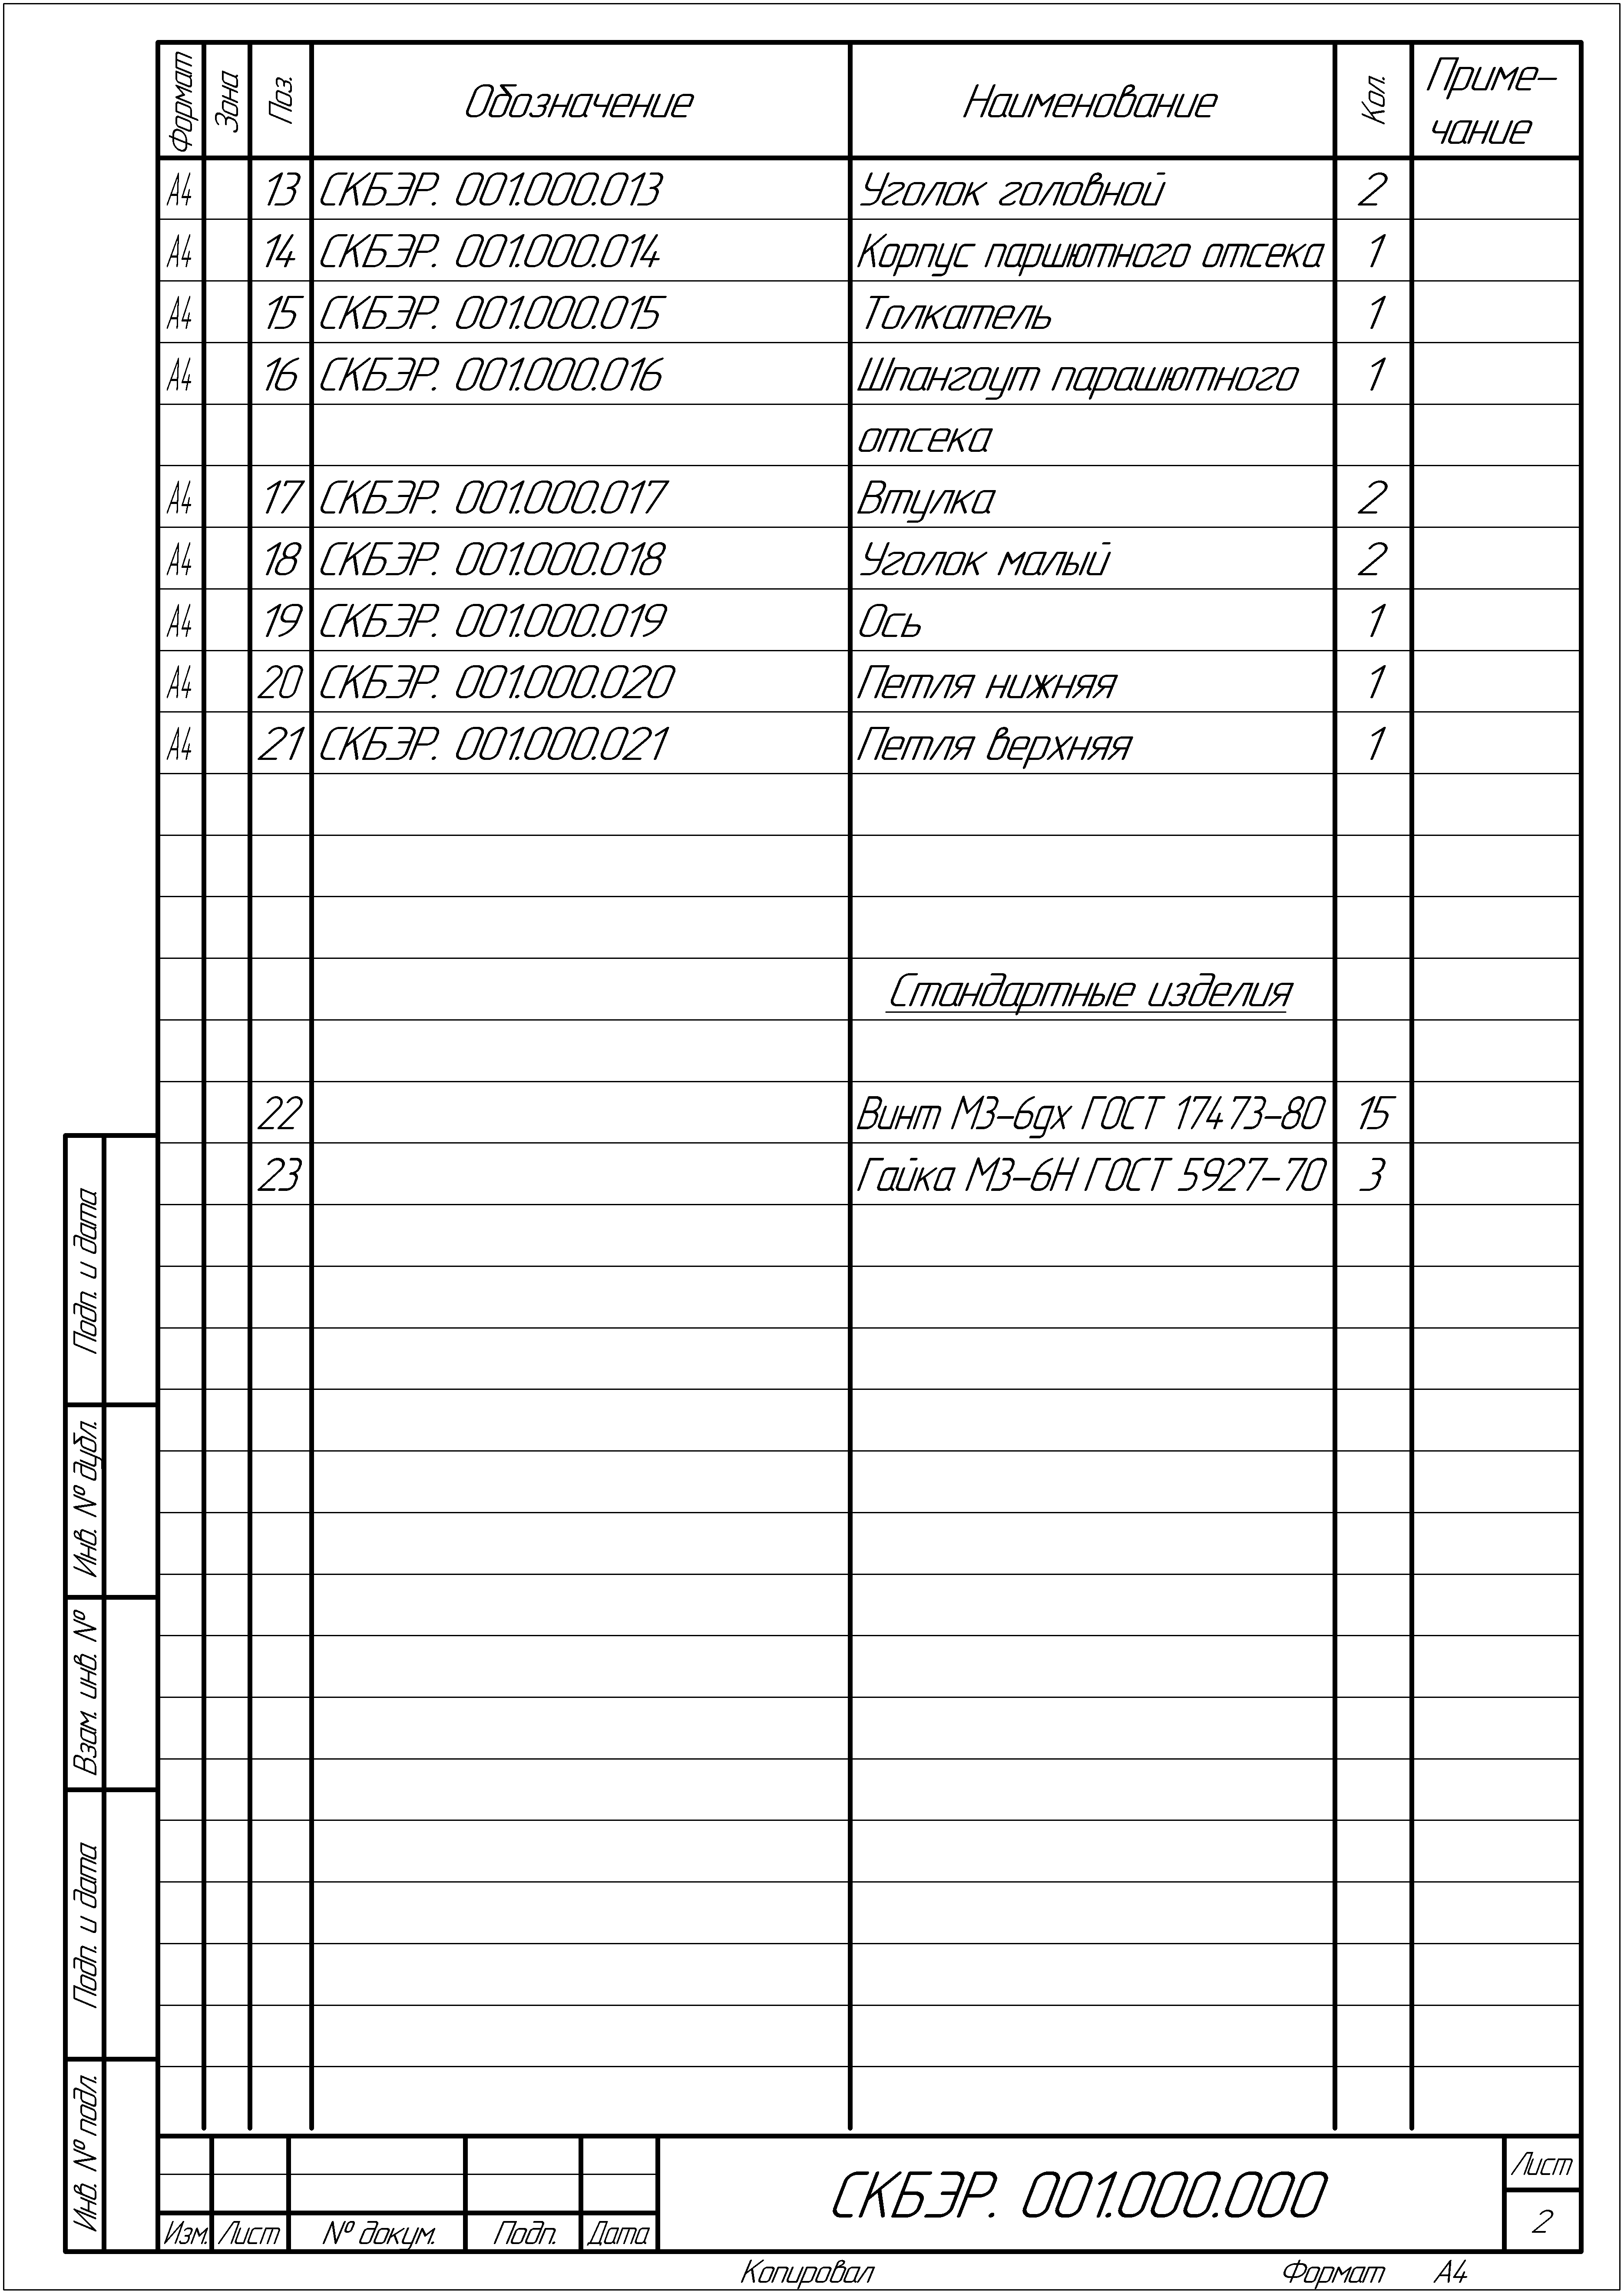 Формат Зона Поз. Обозначение Наименование Кол. Приме-
чание
А4 13 СКБЭР. 001.000.013 Уголок головной 2
А4 14 СКБЭР. 001.000.014 Корпус паршютного отсека 1
А4 15 СКБЭР. 001.000.015 Толкатель 1
А4 16 СКБЭР. 001.000.016 Шпангоут парашютного 1
отсека
А4 17 СКБЭР. 001.000.017 Втулка 2
А4 18 СКБЭР. 001.000.018 Уголок малый 2
А4 19 СКБЭР. 001.000.019 Ось 1
А4 20 СКБЭР. 001.000.020 Петля нижняя 1
А4 21 СКБЭР. 001.000.021 Петля верхняя 1
Стандартные изделия
22 Винт М3-6gх ГОСТ 17473-80 15
23 Гайка М3-6Н ГОСТ 5927-70 3
Подп. и дата
Инв. № дубл.
Взам. инв. №
Подп. и дата
Инв. № подл.
Изм. Лист № докум. Подп. Дата
СКБЭР. 001.000.000
Лист
2
Копировал Формат А4